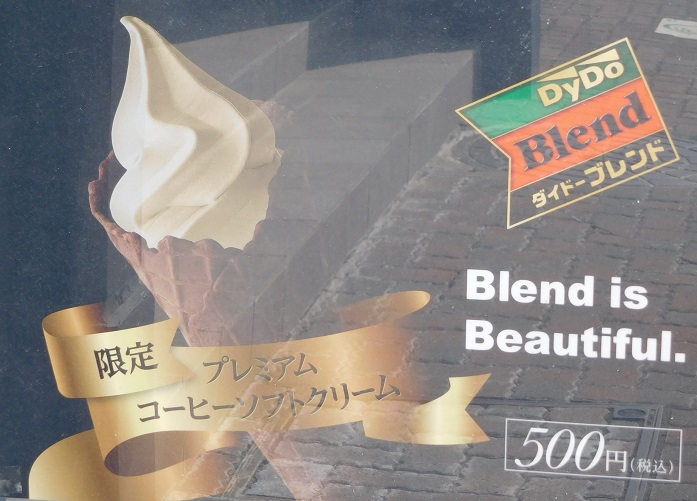 DyDo
Blend
ダイドーブレンド
Blend is
Beautiful.
限定
プレミアム
コーヒーソフトクリーム
500円(税込)